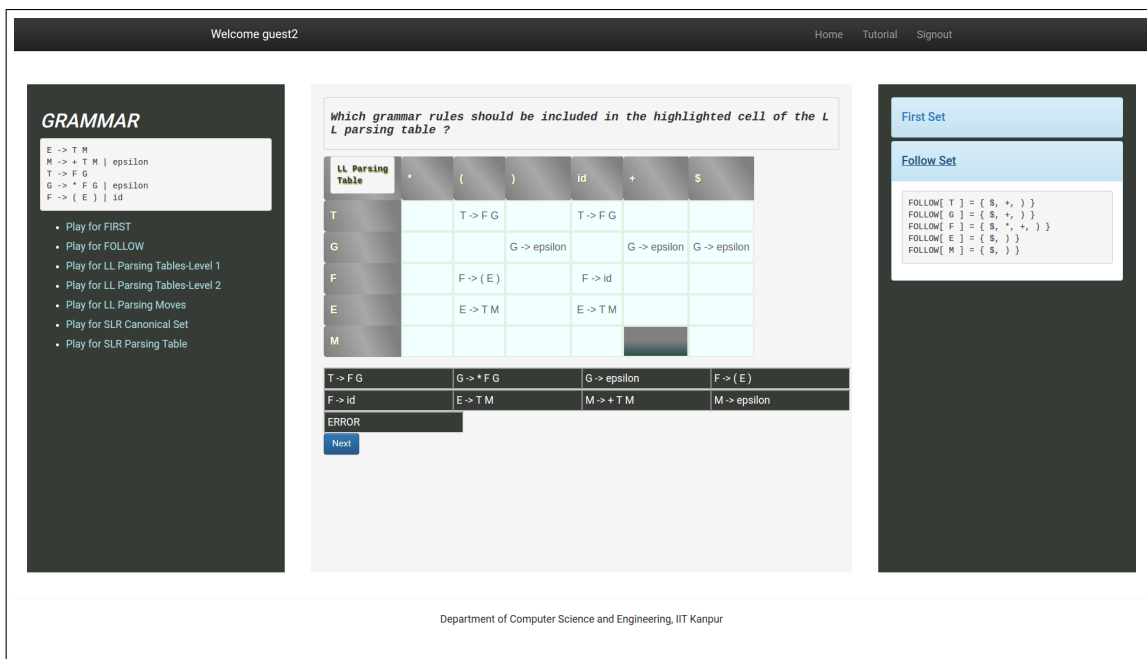 Welcome guest2
Home Tutorial Signout
GRAMMAR
E -> T M
M -> + T M | epsilon
T -> F G
G -> * F G | epsilon
F -> ( E ) | id
Play for FIRST
Play for FOLLOW
Play for LL Parsing Tables-Level 1
Play for LL Parsing Tables-Level 2
Play for LL Parsing Moves
Play for SLR Canonical Set
Play for SLR Parsing Table
Which grammar rules should be included in the highlighted cell of the L
L parsing table ?
LL Parsing
Table
* ( ) id + $
T T -> F G T -> F G
G G -> epsilon G -> epsilon G -> epsilon
F F -> ( E ) F -> id
E E -> T M E -> T M
M
T -> F G G -> * F G G -> epsilon F -> ( E )
F -> id E -> T M M -> + T M M -> epsilon
ERROR
Next
First Set
Follow Set
FOLLOW[ T ] = { $, +, ) }
FOLLOW[ G ] = { $, +, ) }
FOLLOW[ F ] = { $, *, +, ) }
FOLLOW[ E ] = { $, ) }
FOLLOW[ M ] = { $, ) }
Department of Computer Science and Engineering, IIT Kanpur